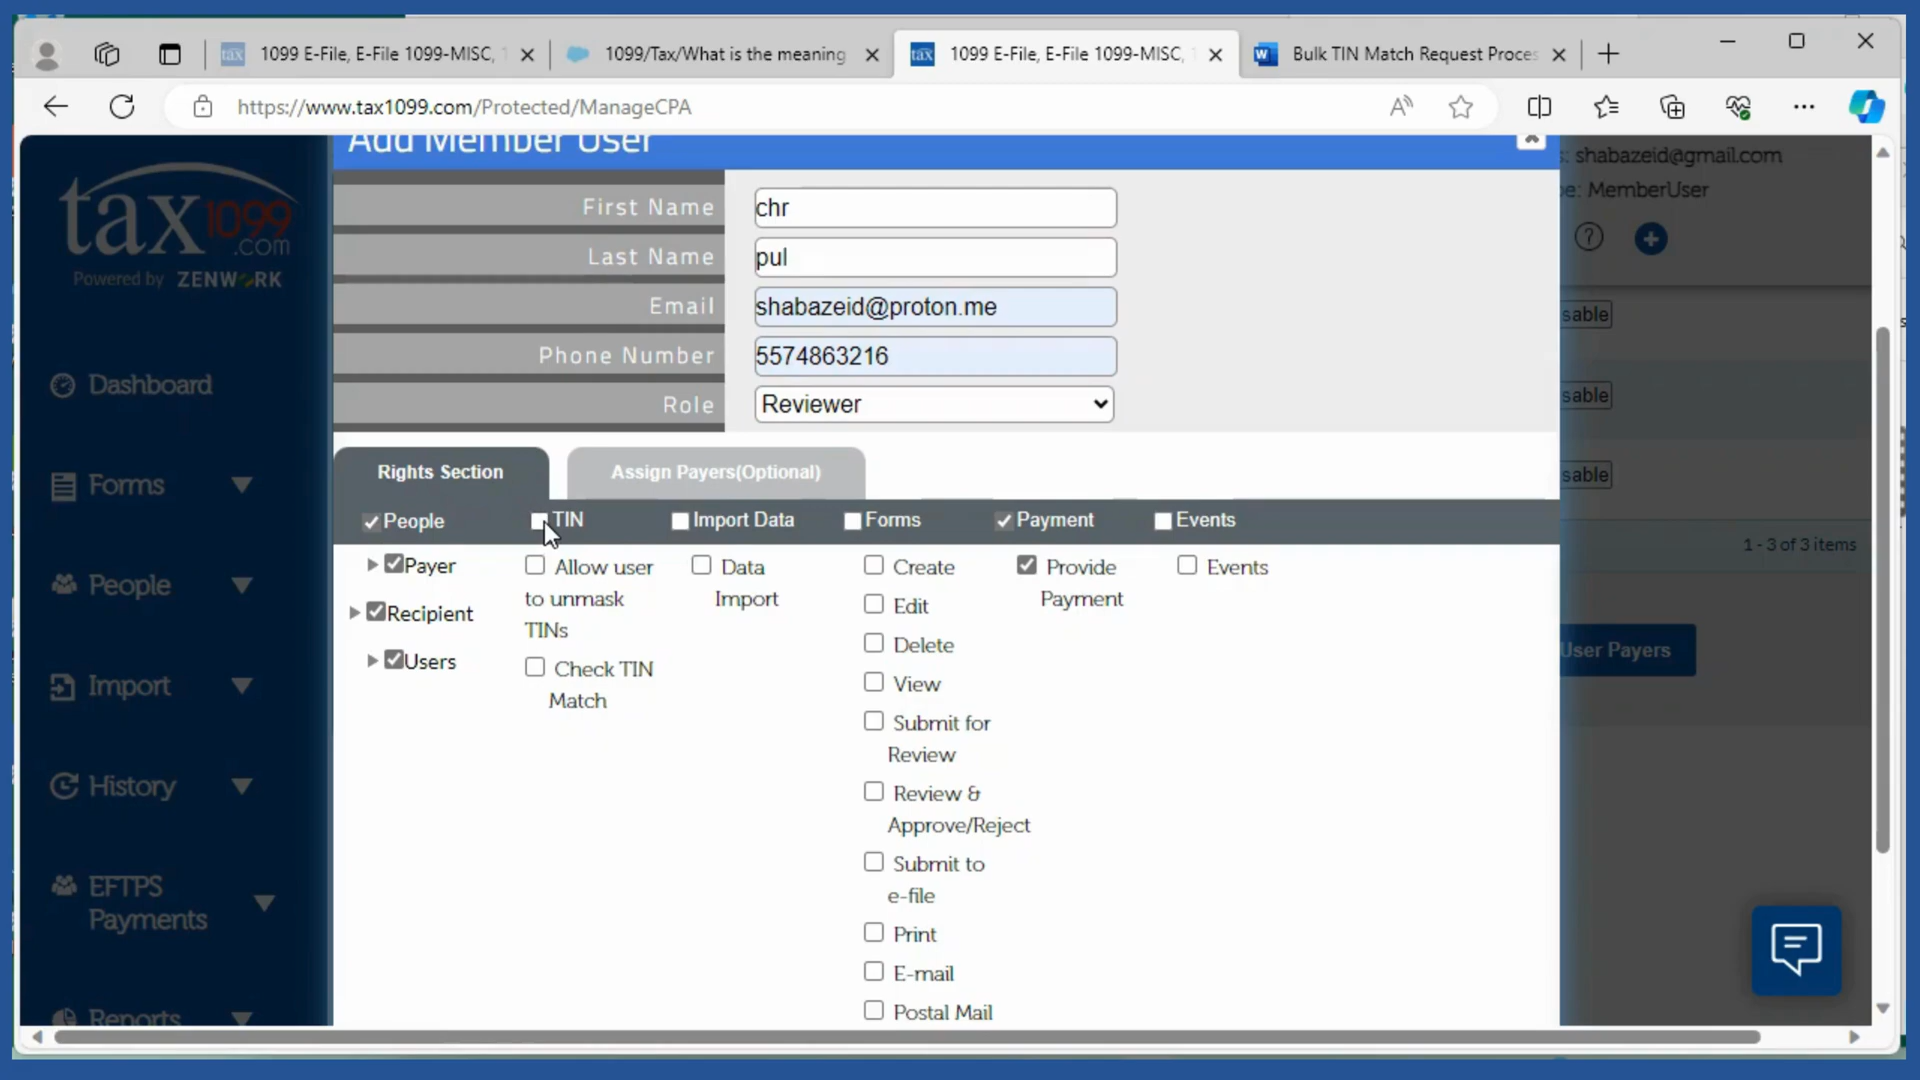 1099 E-File, E-File 1099-MISC,
1099/Tax/What is the meaning
1099 E-File, E-File 1099-MISC,
Bulk TIN Match Request Proces
https://www.tax1099.com/Protected/ManageCPA
Add Member User
tax1099
.com
Powered by ZENWORK
Dashboard
Forms
People
Import
History
EFTPS
Payments
Reports
First Name
chr
Last Name
pul
Email
shabazeid@proton.me
Phone Number
5574863216
Role
Reviewer
Rights Section
Assign Payers(Optional)
People
TIN
Import Data
Forms
Payment
Events
Payer
Recipient
Users
Allow user
to unmask
TINs
Check TIN
Match
Data
Import
Create
Edit
Delete
View
Submit for
Review
Review &
Approve/Reject
Submit to
e-file
Print
E-mail
Postal Mail
Provide
Payment
Events
: shabazeid@gmail.com
e: MemberUser
sable
sable
sable
1 - 3 of 3 items
User Payers